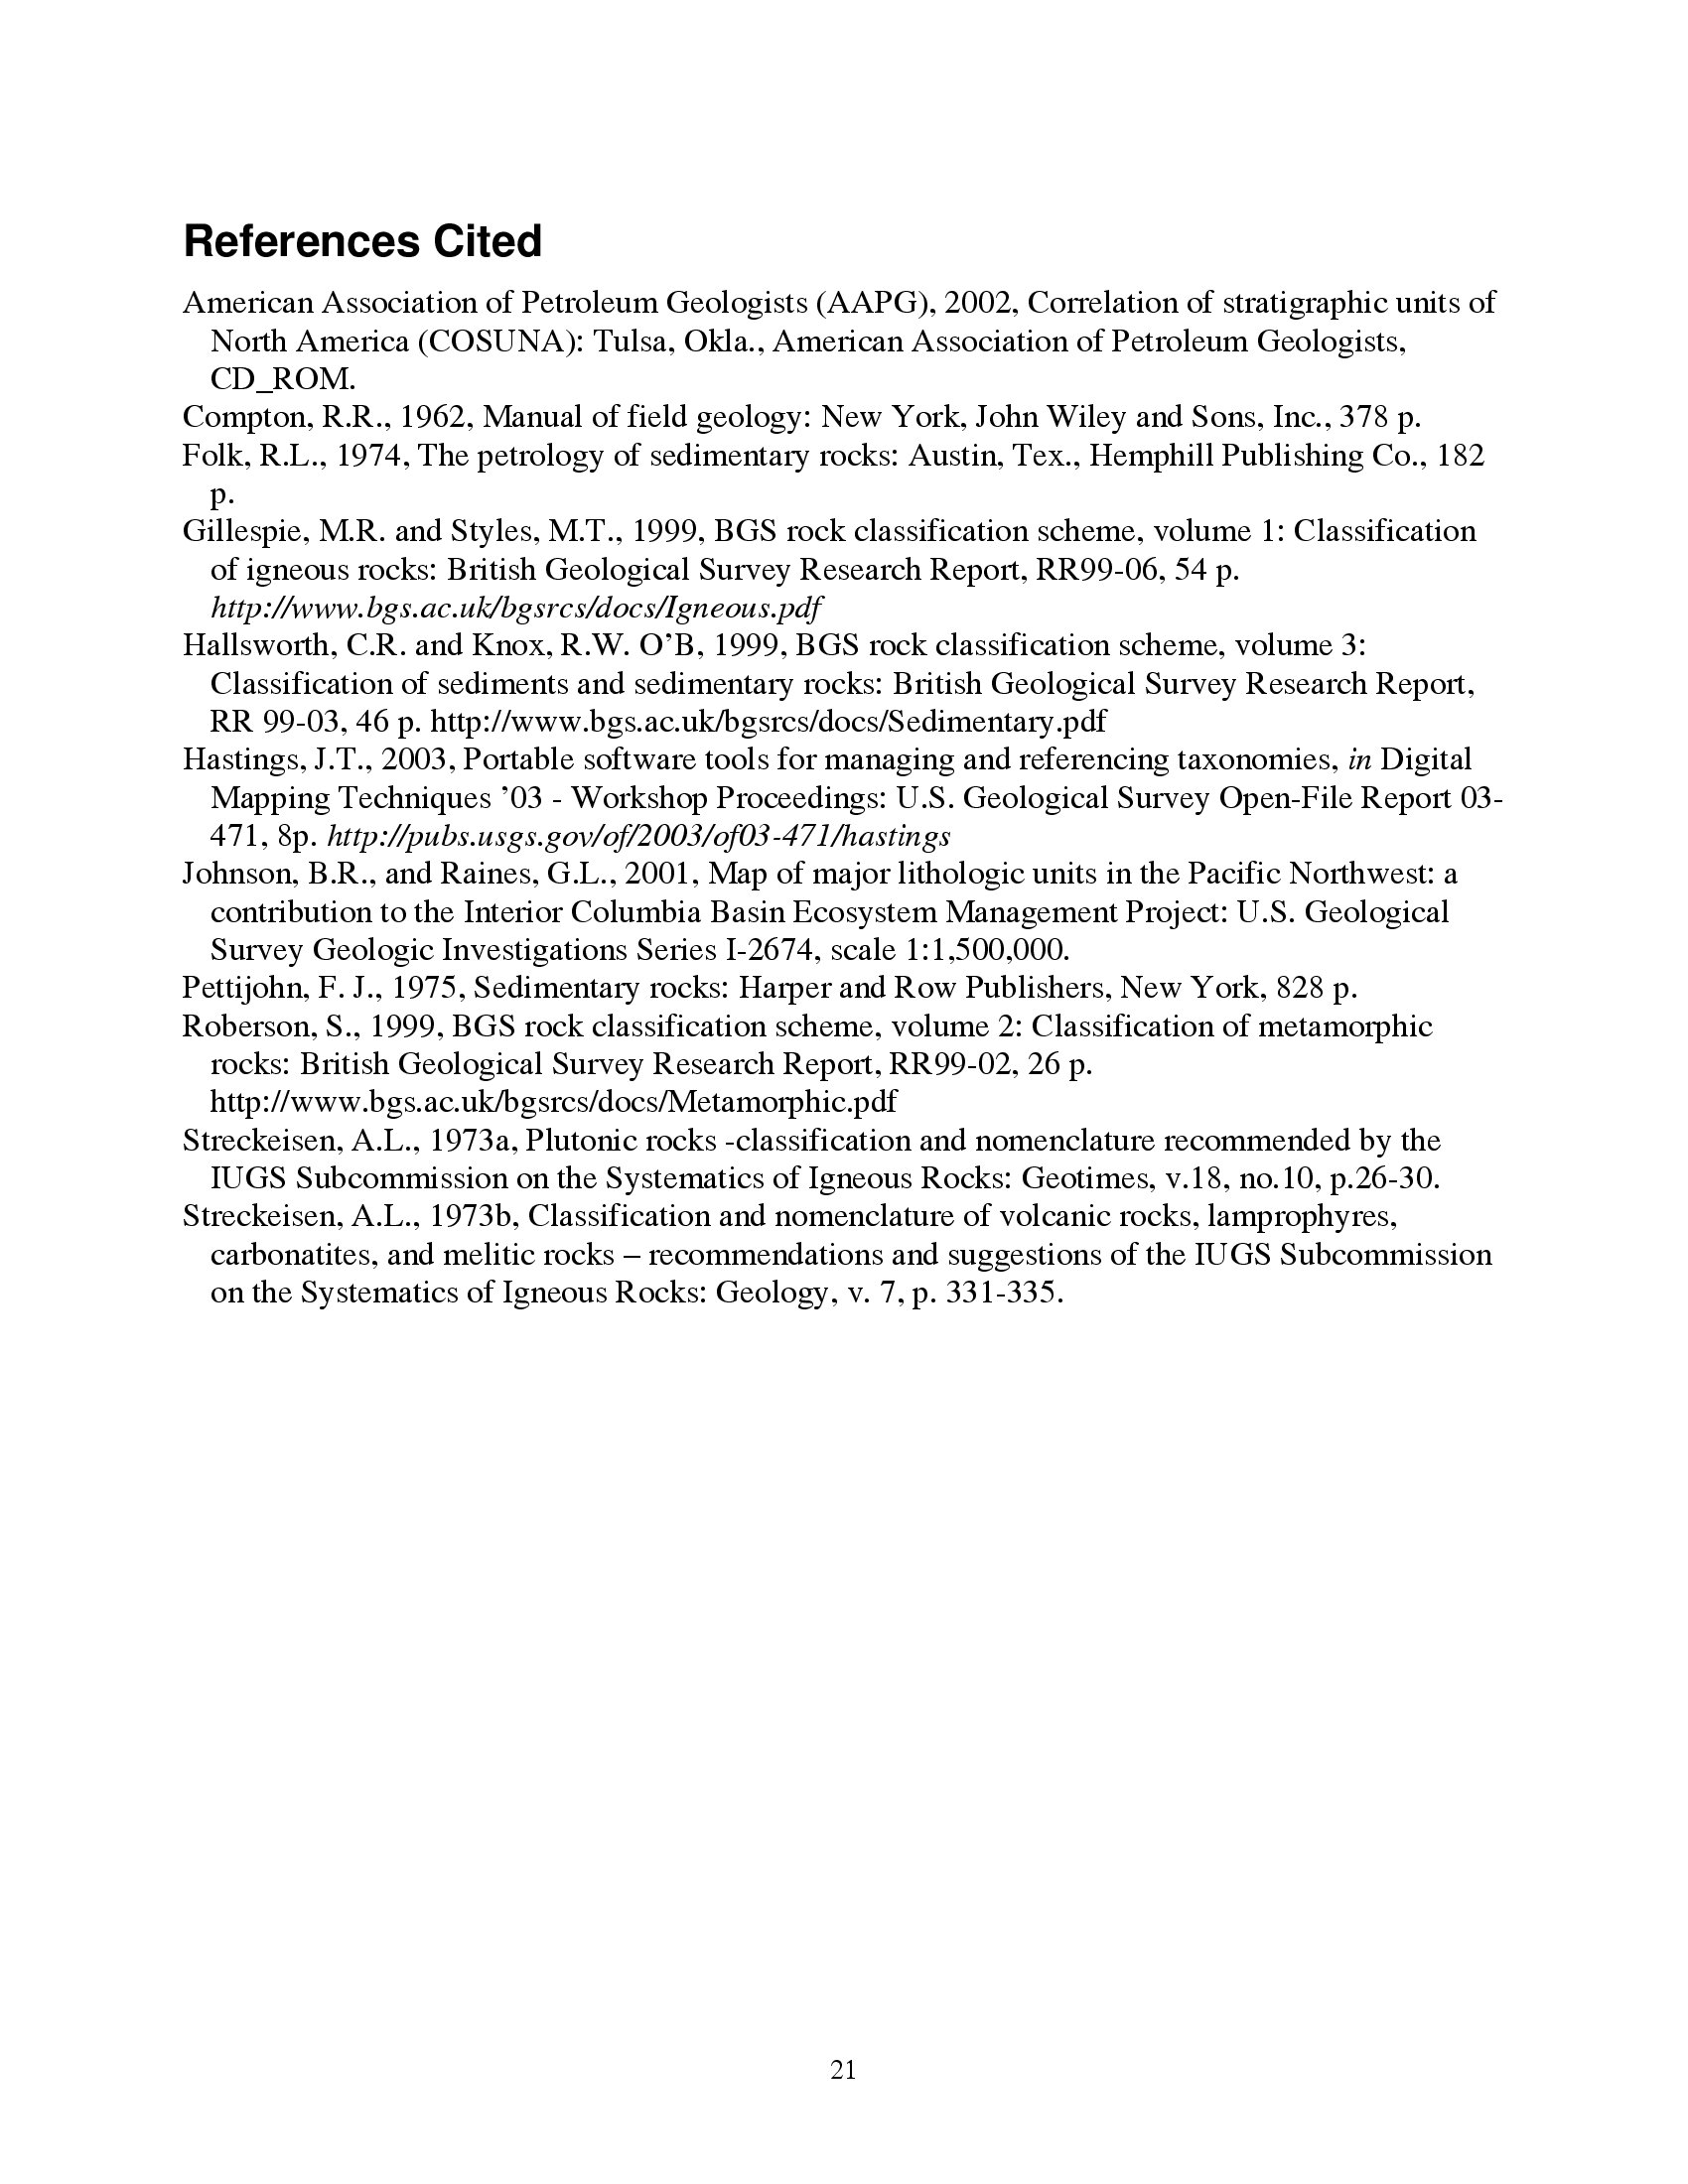 References Cited
American Association of Petroleum Geologists (AAPG), 2002, Correlation of stratigraphic units of
North America (COSUNA): Tulsa, Okla., American Association of Petroleum Geologists,
CD_ROM.
Compton, R.R., 1962, Manual of field geology: New York, John Wiley and Sons, Inc., 378 p.
Folk, R.L., 1974, The petrology of sedimentary rocks: Austin, Tex., Hemphill Publishing Co., 182
p.
Gillespie, M.R. and Styles, M.T., 1999, BGS rock classification scheme, volume 1: Classification
of igneous rocks: British Geological Survey Research Report, RR99-06, 54 p.
http://www.bgs.ac.uk/bgsrcs/docs/Igneous.pdf
Hallsworth, C.R. and Knox, R.W. O’B, 1999, BGS rock classification scheme, volume 3:
Classification of sediments and sedimentary rocks: British Geological Survey Research Report,
RR 99-03, 46 p. http://www.bgs.ac.uk/bgsrcs/docs/Sedimentary.pdf
Hastings, J.T., 2003, Portable software tools for managing and referencing taxonomies, in Digital
Mapping Techniques ’03 - Workshop Proceedings: U.S. Geological Survey Open-File Report 03-
471, 8p. http://pubs.usgs.gov/of/2003/of03-471/hastings
Johnson, B.R., and Raines, G.L., 2001, Map of major lithologic units in the Pacific Northwest: a
contribution to the Interior Columbia Basin Ecosystem Management Project: U.S. Geological
Survey Geologic Investigations Series I-2674, scale 1:1,500,000.
Pettijohn, F. J., 1975, Sedimentary rocks: Harper and Row Publishers, New York, 828 p.
Roberson, S., 1999, BGS rock classification scheme, volume 2: Classification of metamorphic
rocks: British Geological Survey Research Report, RR99-02, 26 p.
http://www.bgs.ac.uk/bgsrcs/docs/Metamorphic.pdf
Streckeisen, A.L., 1973a, Plutonic rocks -classification and nomenclature recommended by the
IUGS Subcommission on the Systematics of Igneous Rocks: Geotimes, v.18, no.10, p.26-30.
Streckeisen, A.L., 1973b, Classification and nomenclature of volcanic rocks, lamprophyres,
carbonatites, and melitic rocks – recommendations and suggestions of the IUGS Subcommission
on the Systematics of Igneous Rocks: Geology, v. 7, p. 331-335.
21